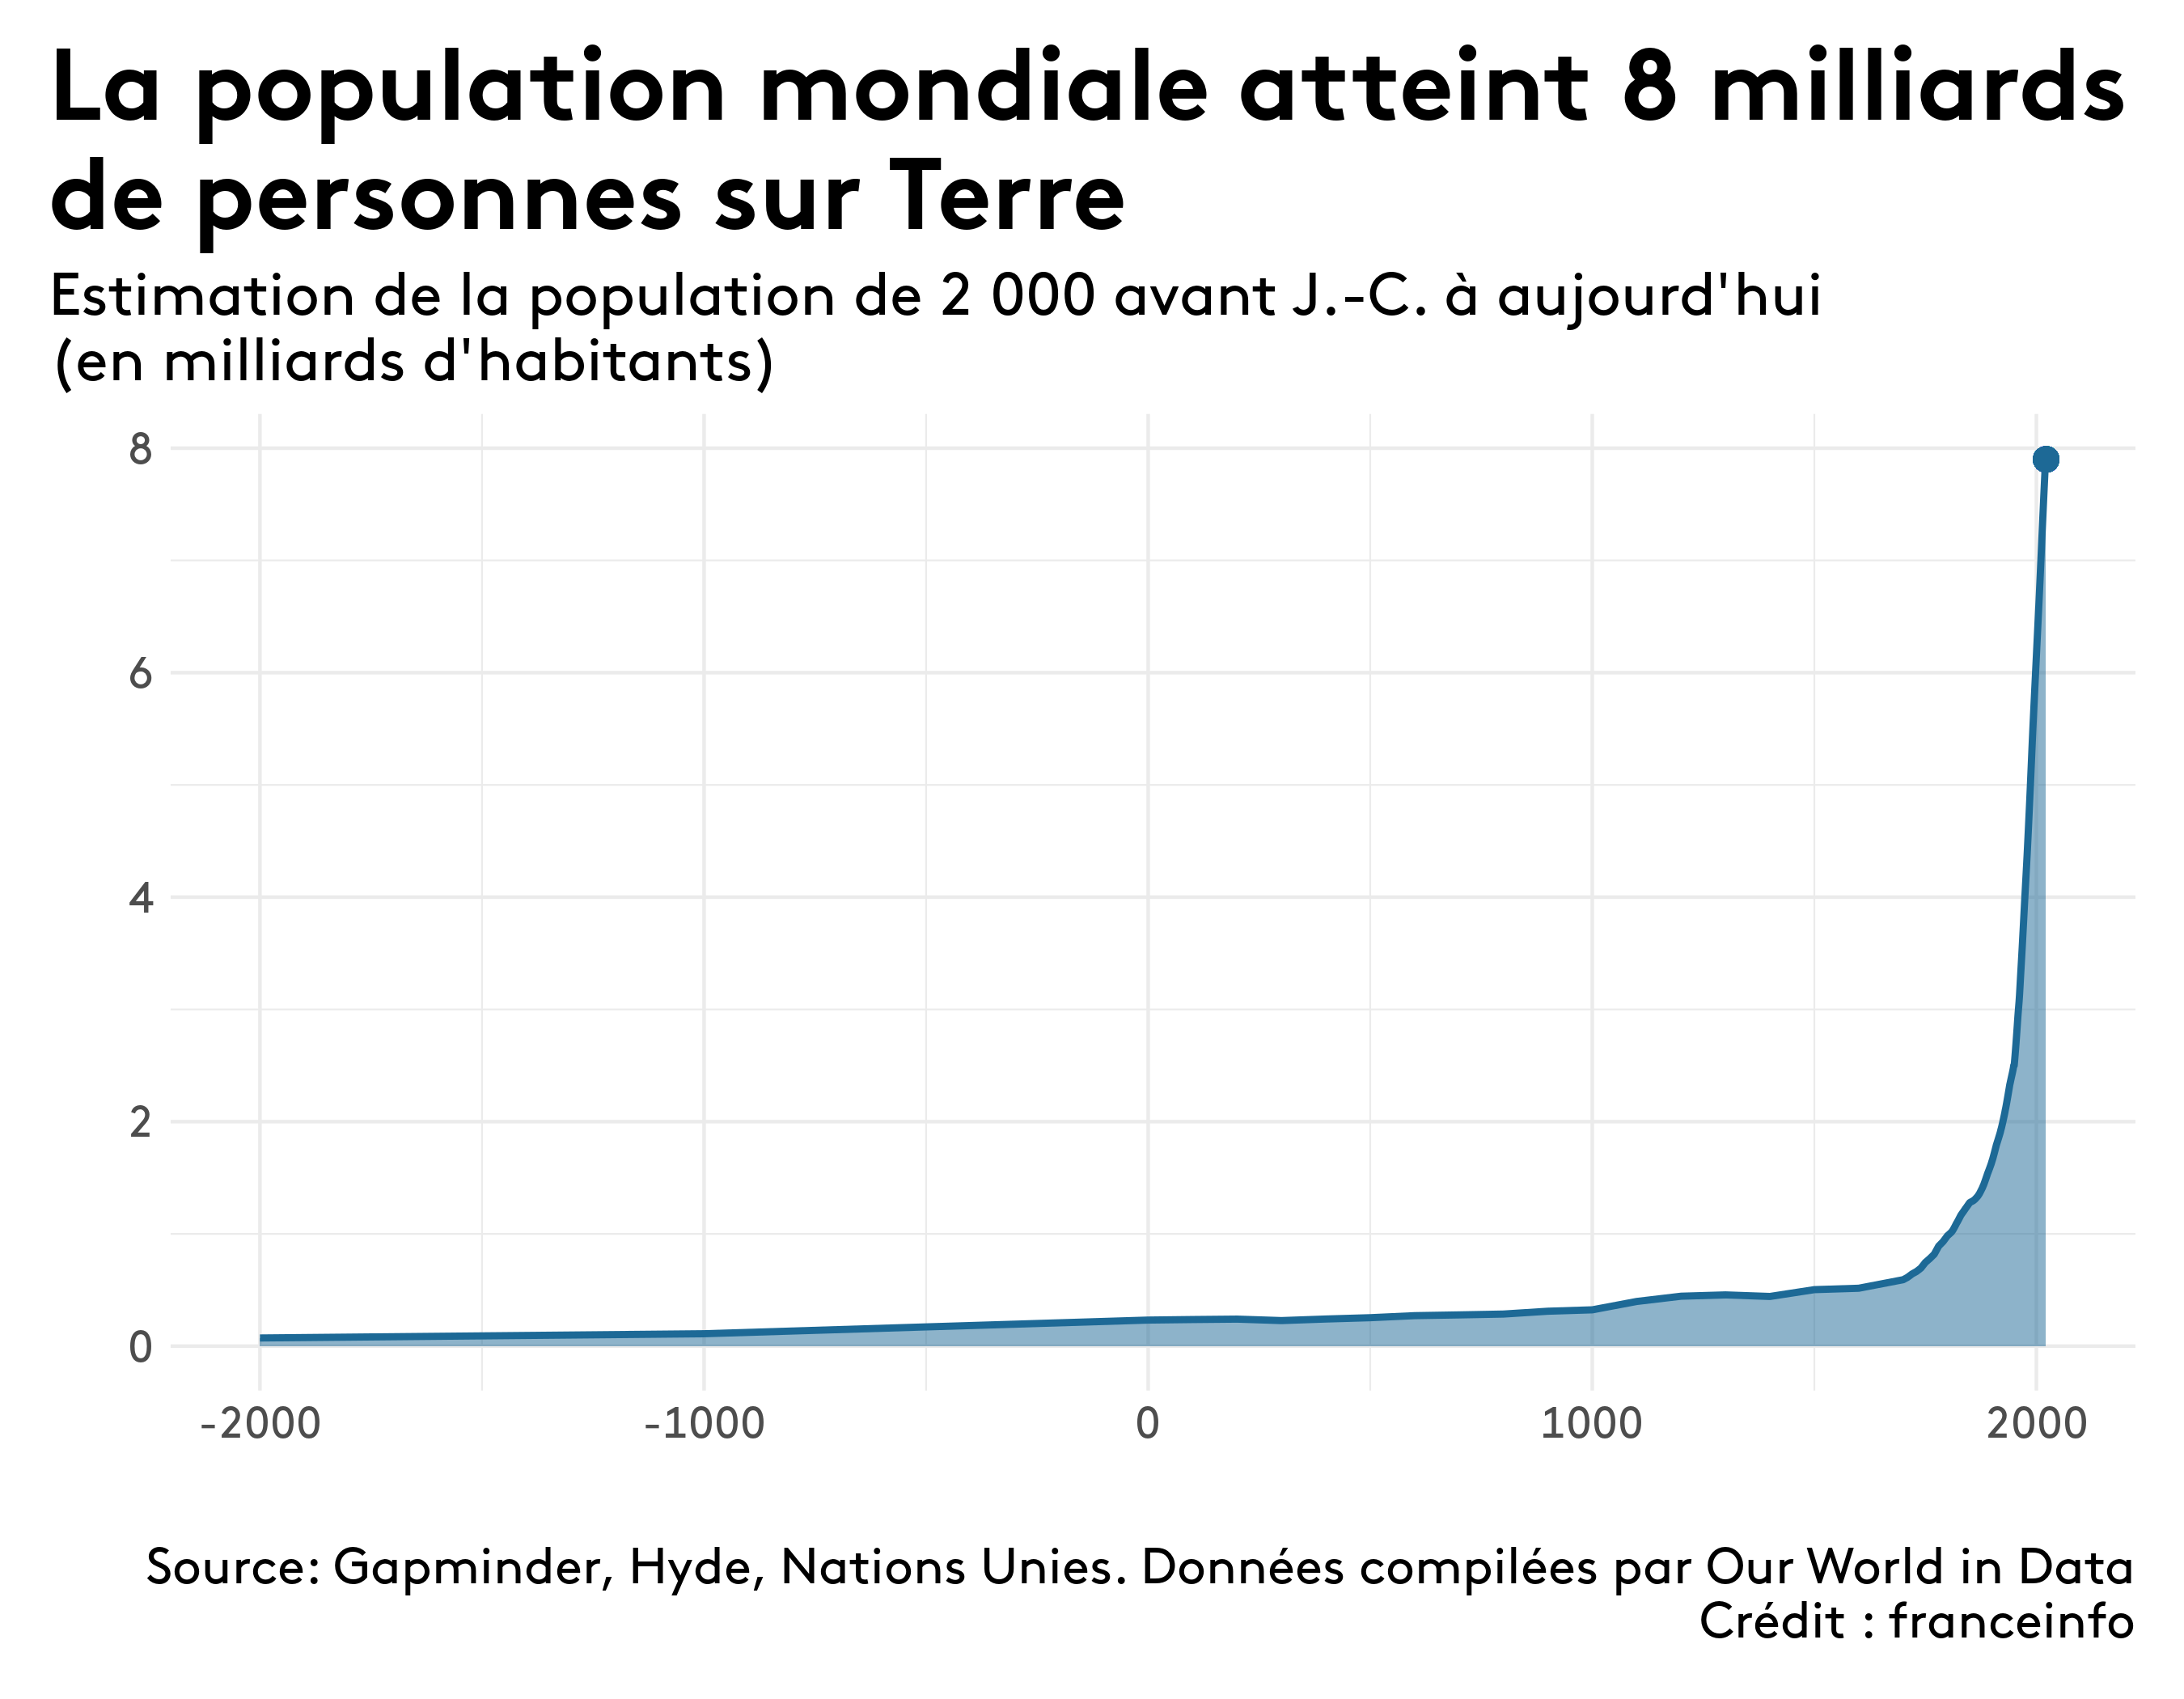 La population mondiale atteint 8 milliards
de personnes sur Terre
Estimation de la population de 2 000 avant J.-C. à aujourd'hui
(en milliards d'habitants)
8
6
4
2
0
-2000 -1000 0 1000 2000
Source: Gapminder, Hyde, Nations Unies. Données compilées par Our World in Data
Crédit : franceinfo